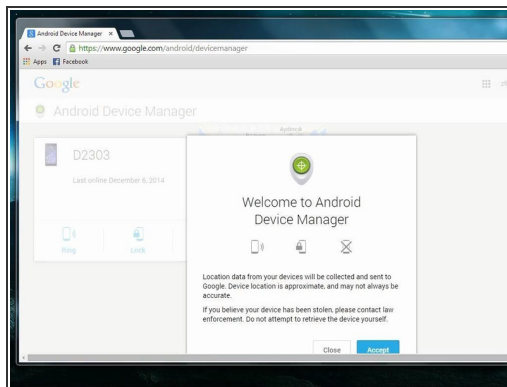 Android Device Manager
https://www.google.com/android/devicemanager
Apps Facebook
Google
Android Device Manager
Android
D2303
Last online December 6, 2014
Ring Lock
Welcome to Android
Device Manager
Location data from your devices will be collected and sent to
Google. Device location is approximate, and may not always be
accurate.
If you believe your device has been stolen, please contact law
enforcement. Do not attempt to retrieve the device yourself.
Close Accept